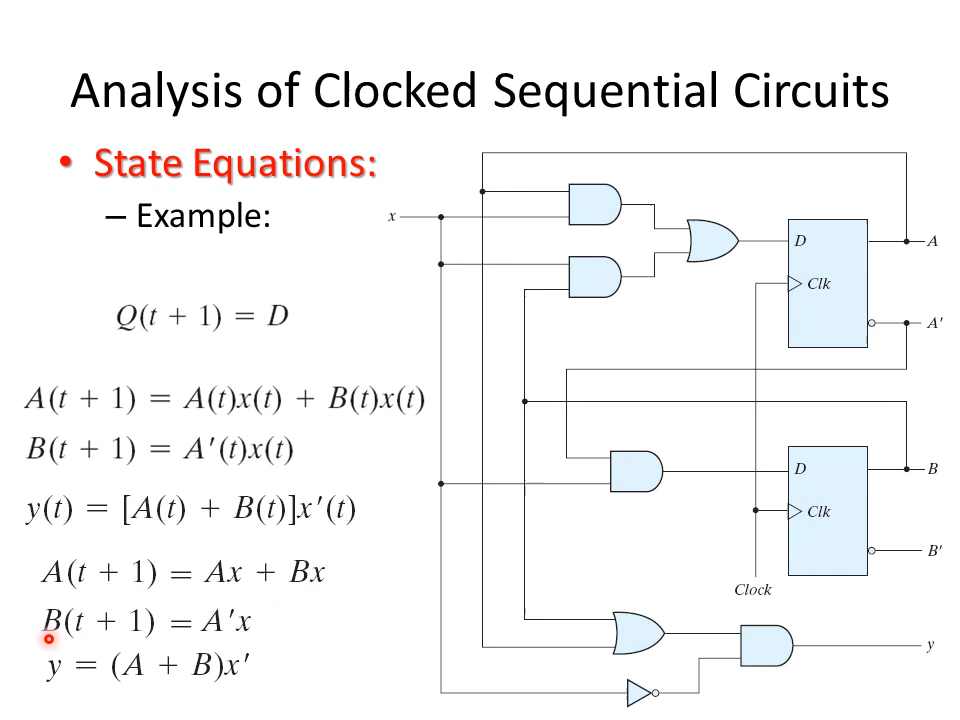 Analysis of Clocked Sequential Circuits
• State Equations:
– Example:
Q(t + 1) = D
A(t + 1) = A(t)x(t) + B(t)x(t)
B(t + 1) = A′(t)x(t)
y(t) = [A(t) + B(t)]x′(t)
A(t + 1) = Ax + Bx
B(t + 1) = A′x
y = (A + B)x′
x
D
A
Clk
A′
D
B
Clk
B′
Clock
y